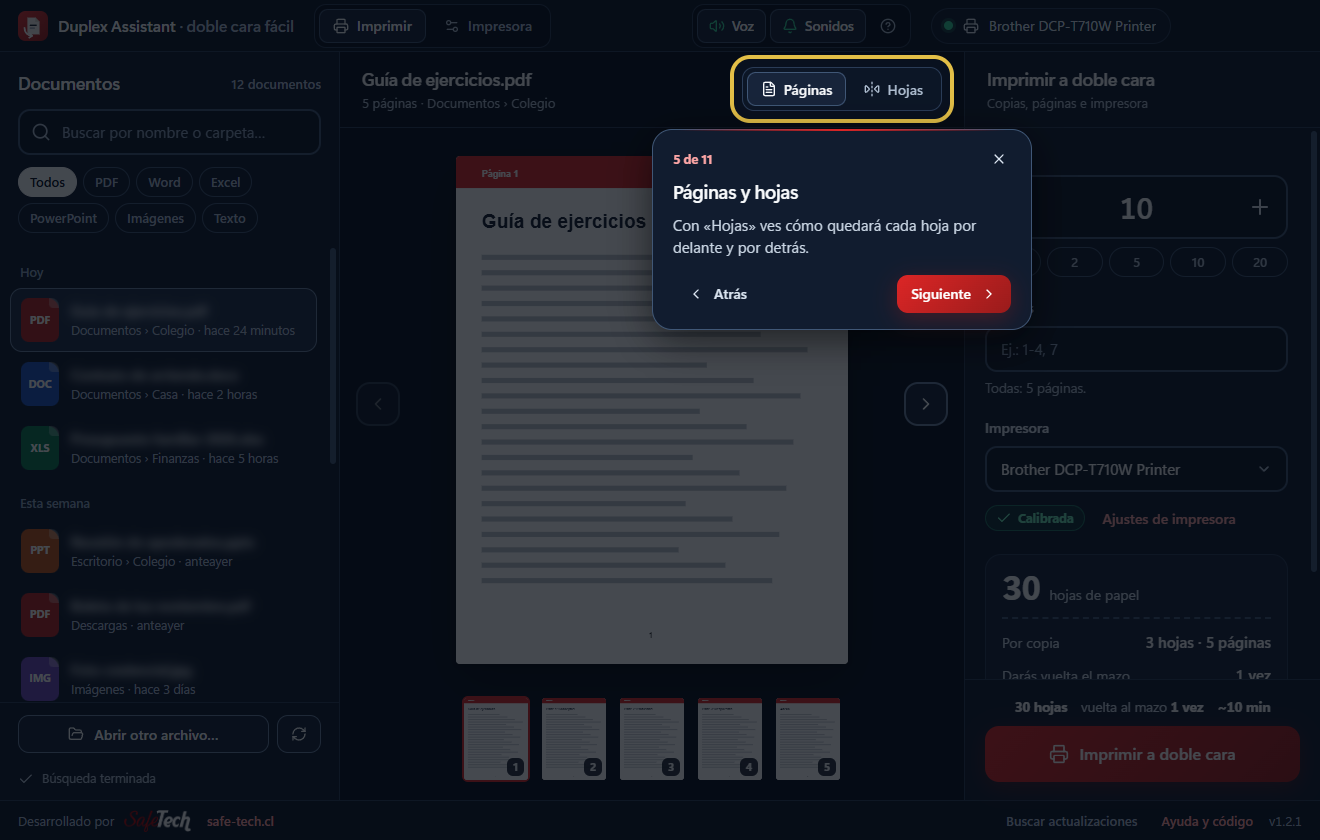 Duplex Assistant · doble cara fácil
Imprimir
Impresora
Voz
Sonidos
Brother DCP-T710W Printer
Documentos
12 documentos
Buscar por nombre o carpeta...
Todos
PDF
Word
Excel
PowerPoint
Imágenes
Texto
Hoy
PDF
Documentos › Colegio · hace 24 minutos
DOC
Documentos › Casa · hace 2 horas
XLS
Documentos › Finanzas · hace 5 horas
Esta semana
PPT
Escritorio › Colegio · anteayer
PDF
Descargas · anteayer
IMG
Imágenes · hace 3 días
Abrir otro archivo...
Búsqueda terminada
Guía de ejercicios.pdf
5 páginas · Documentos › Colegio
Páginas
Hojas
5 de 11
Páginas y hojas
Con «Hojas» ves cómo quedará cada hoja por
delante y por detrás.
Atrás
Siguiente
Página 1
Guía de ejercicios
1
1
2
3
4
5
Imprimir a doble cara
Copias, páginas e impresora
10
2
5
10
20
Ej.: 1-4, 7
Todas: 5 páginas.
Impresora
Brother DCP-T710W Printer
Calibrada
Ajustes de impresora
30 hojas de papel
Por copia
3 hojas · 5 páginas
Darás vuelta el mazo
1 vez
30 hojas vuelta al mazo 1 vez ~10 min
Imprimir a doble cara
Desarrollado por
SafeTech
safe-tech.cl
Buscar actualizaciones
Ayuda y código
v1.2.1